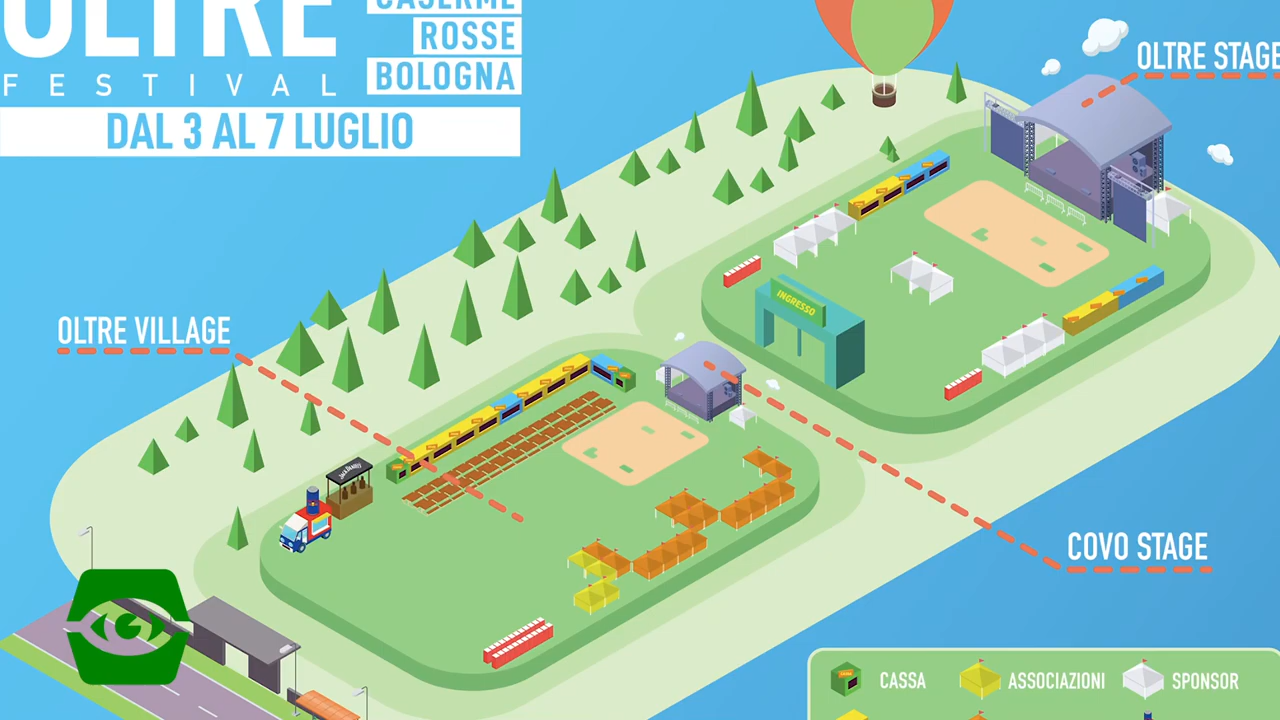 OLTRE
FESTIVAL
CASERME
ROSSE
BOLOGNA
DAL 3 AL 7 LUGLIO
OLTRE STAGE
INGRESSO
OLTRE VILLAGE
COVO STAGE
CASSA
ASSOCIAZIONI
SPONSOR